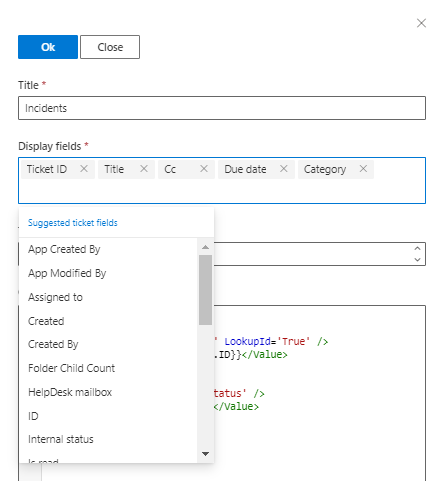 Ok Close
Title *
Incidents
Display fields *
Ticket ID Title Cc Due date Category
Suggested ticket fields
App Created By
App Modified By
Assigned to
Created
Created By
Folder Child Count
HelpDesk mailbox
ID
Internal status
' LookupId='True' />
.ID}}</Value>
tatus' />
</Value>